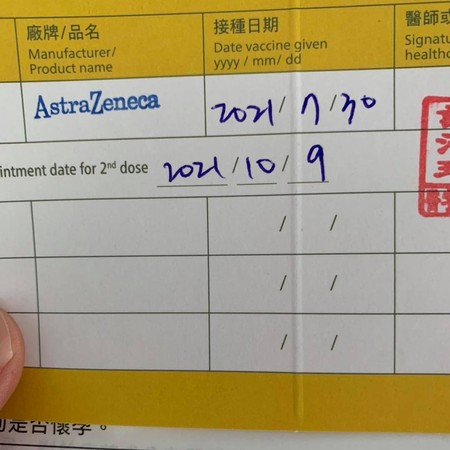 廠牌/品名 接種日期 醫師或
Manufacturer/ Date vaccine given Signatu
Product name yyyy / mm/ dd healthc
AstraZeneca 2021/ 7 / 30
intment date for 2nd dose 2021 / 10 / 9
/ /
/ /
/ /
是否懷孕。